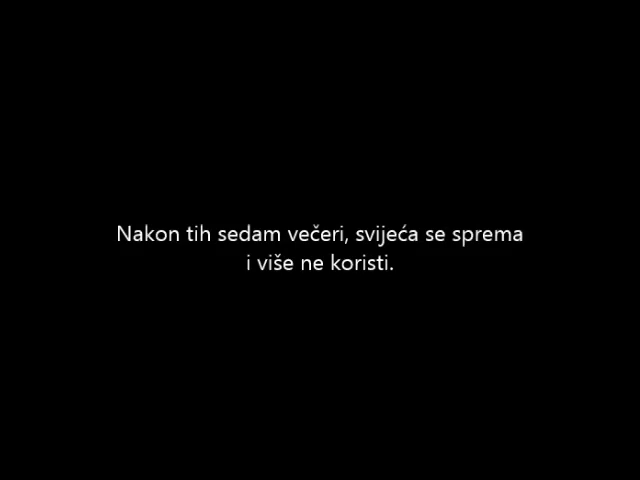 Nakon tih sedam večeri, svijeća se sprema
i više ne koristi.